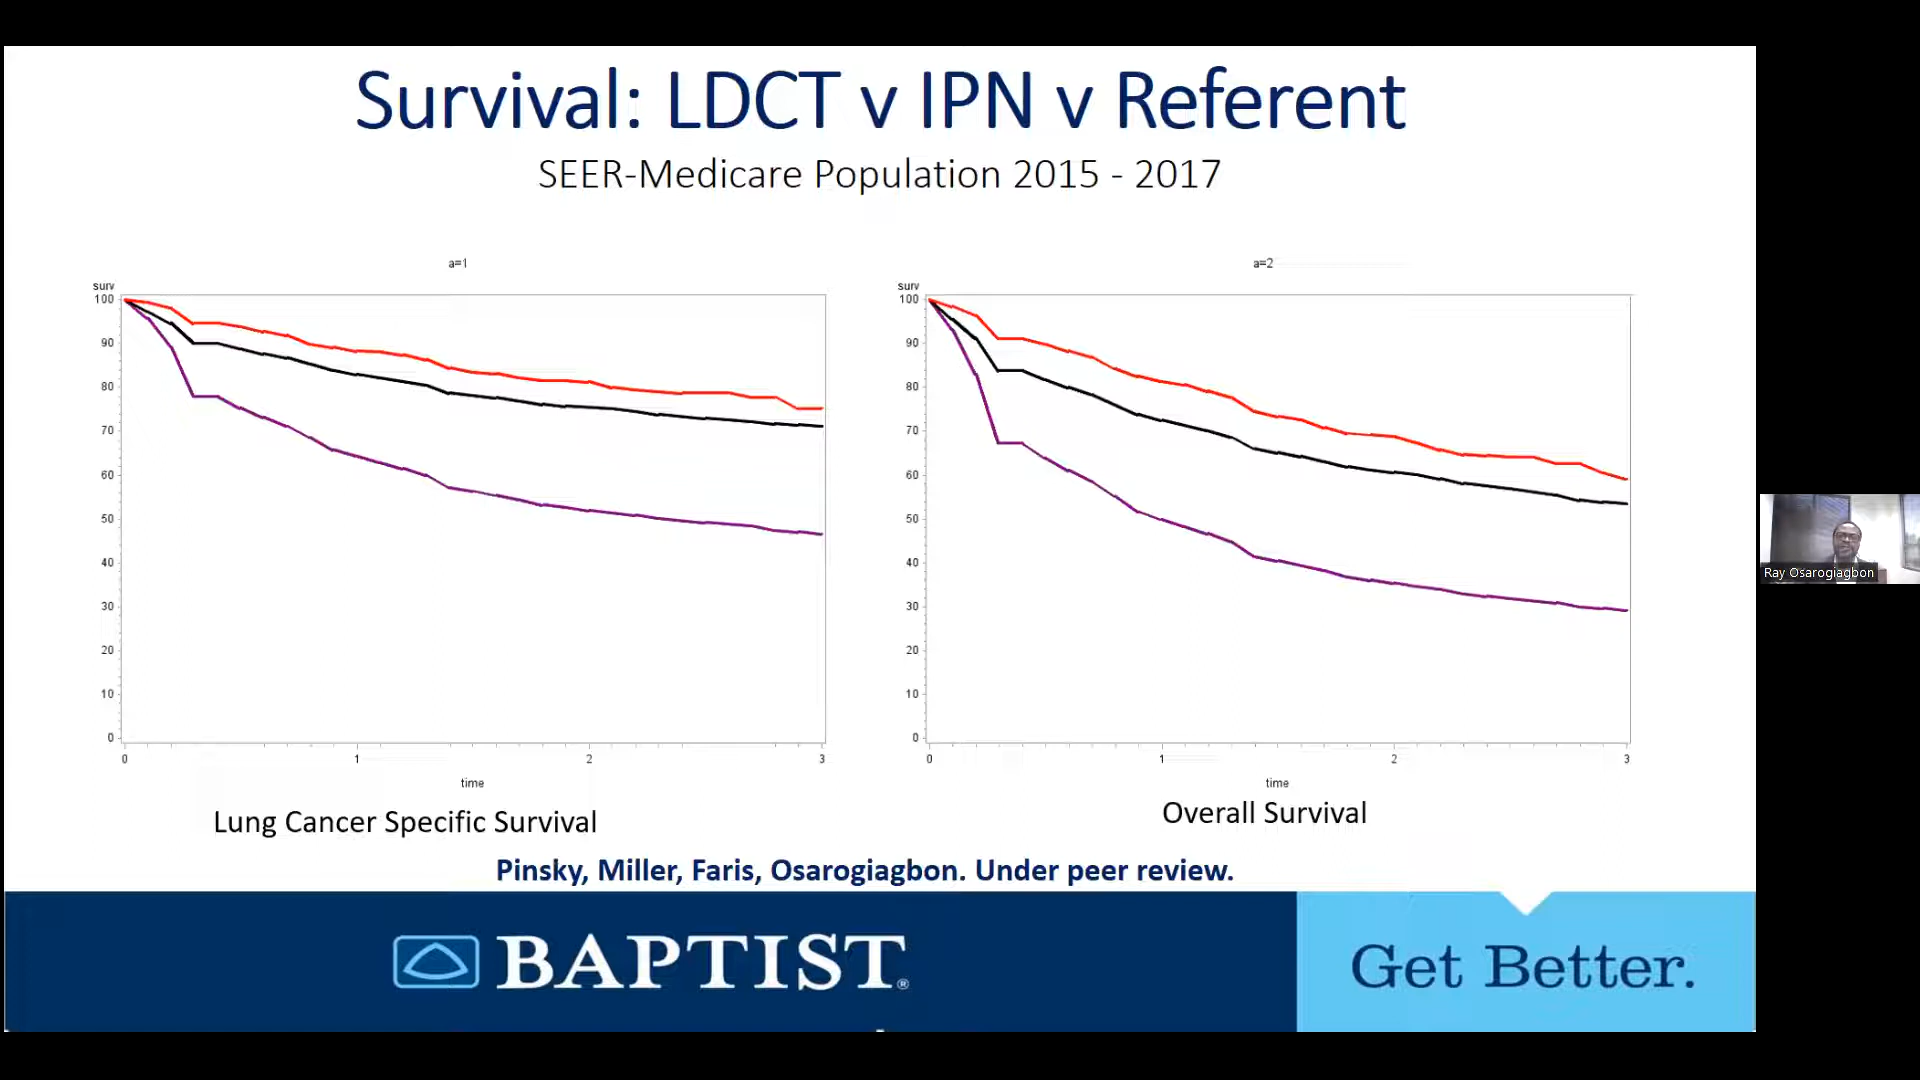 Survival: LDCT v IPN v Referent
SEER-Medicare Population 2015 - 2017
a=1
surv
100
90
80
70
60
50
40
30
20
10
0
0 1 2 3
time
Lung Cancer Specific Survival
a=2
surv
100
90
80
70
60
50
40
30
20
10
0
0 1 2 3
time
Overall Survival
Pinsky, Miller, Faris, Osarogiagbon. Under peer review.
BAPTIST®
Get Better.
Ray Osarogiagbon